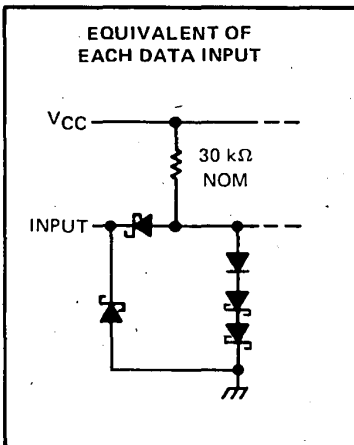 EQUIVALENT OF
EACH DATA INPUT
VCC
30 kΩ
NOM
INPUT